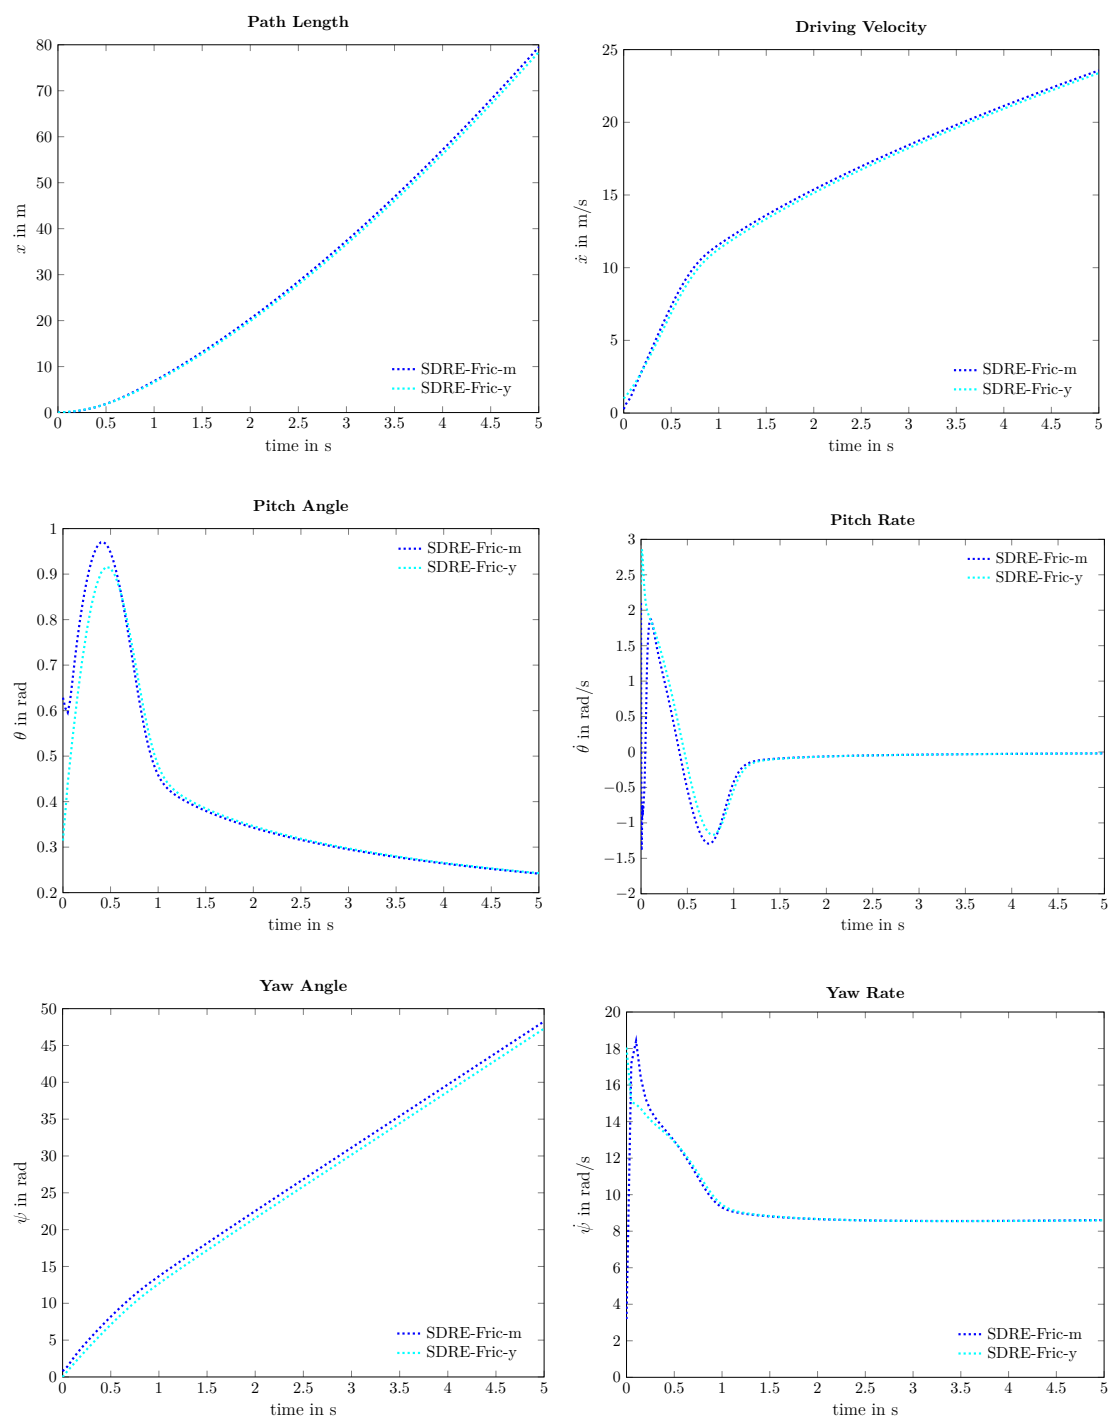 Path Length
80
70
60
50
40
30
20
10
0
x in m
SDRE-Fric-m
SDRE-Fric-y
0 0.5 1 1.5 2 2.5 3 3.5 4 4.5 5
time in s
Driving Velocity
25
20
15
10
5
0
ẋ in m/s
SDRE-Fric-m
SDRE-Fric-y
0 0.5 1 1.5 2 2.5 3 3.5 4 4.5 5
time in s
Pitch Angle
1
0.9
0.8
0.7
0.6
0.5
0.4
0.3
0.2
θ in rad
SDRE-Fric-m
SDRE-Fric-y
0 0.5 1 1.5 2 2.5 3 3.5 4 4.5 5
time in s
Pitch Rate
3
2.5
2
1.5
1
0.5
0
−0.5
−1
−1.5
−2
θ̇ in rad/s
SDRE-Fric-m
SDRE-Fric-y
0 0.5 1 1.5 2 2.5 3 3.5 4 4.5 5
time in s
Yaw Angle
50
45
40
35
30
25
20
15
10
5
0
ψ in rad
SDRE-Fric-m
SDRE-Fric-y
0 0.5 1 1.5 2 2.5 3 3.5 4 4.5 5
time in s
Yaw Rate
20
18
16
14
12
10
8
6
4
2
0
ψ̇ in rad/s
SDRE-Fric-m
SDRE-Fric-y
0 0.5 1 1.5 2 2.5 3 3.5 4 4.5 5
time in s